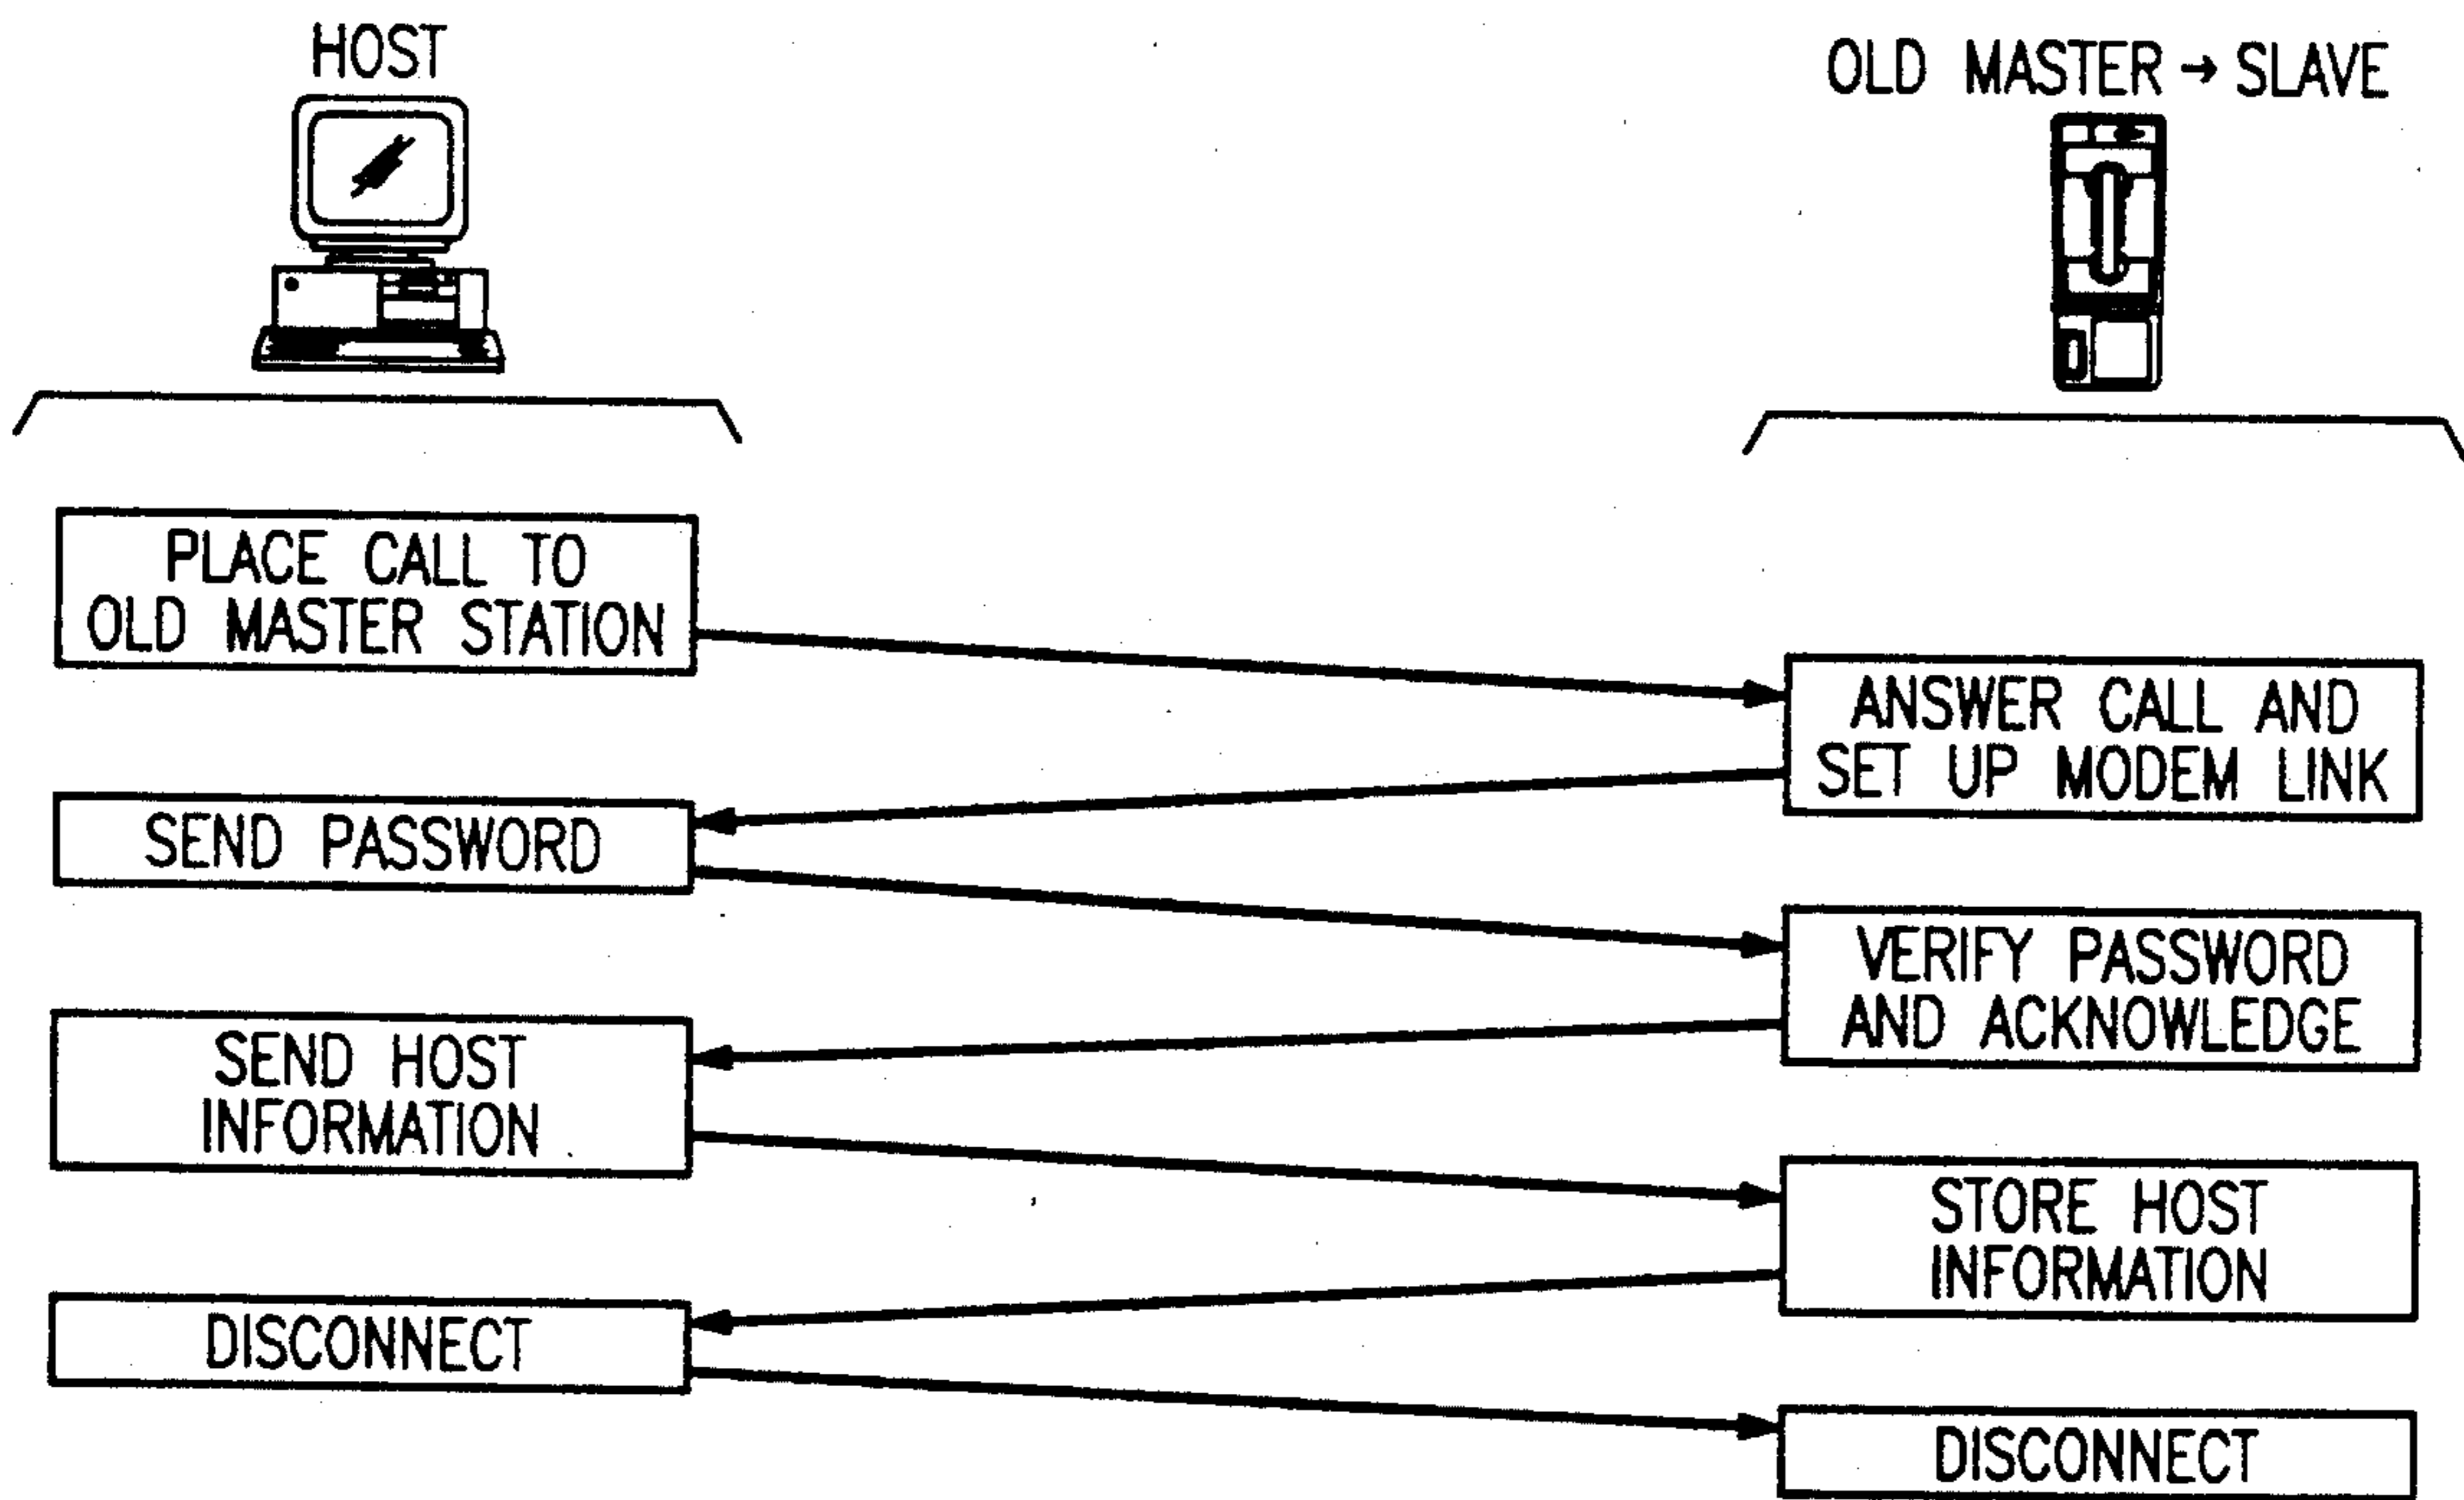 HOST
OLD MASTER → SLAVE
PLACE CALL TO
OLD MASTER STATION
ANSWER CALL AND
SET UP MODEM LINK
SEND PASSWORD
VERIFY PASSWORD
AND ACKNOWLEDGE
SEND HOST
INFORMATION
STORE HOST
INFORMATION
DISCONNECT
DISCONNECT